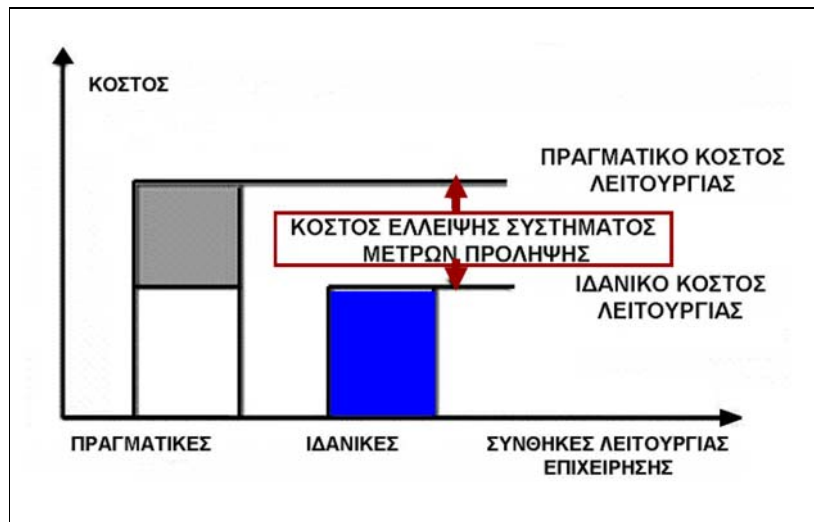 ΚΟΣΤΟΣ
ΠΡΑΓΜΑΤΙΚΟ ΚΟΣΤΟΣ
ΛΕΙΤΟΥΡΓΙΑΣ
ΚΟΣΤΟΣ ΕΛΛΕΙΨΗΣ ΣΥΣΤΗΜΑΤΟΣ
ΜΕΤΡΩΝ ΠΡΟΛΗΨΗΣ
ΙΔΑΝΙΚΟ ΚΟΣΤΟΣ
ΛΕΙΤΟΥΡΓΙΑΣ
ΠΡΑΓΜΑΤΙΚΕΣ
ΙΔΑΝΙΚΕΣ
ΣΥΝΘΗΚΕΣ ΛΕΙΤΟΥΡΓΙΑΣ
ΕΠΙΧΕΙΡΗΣΗΣ